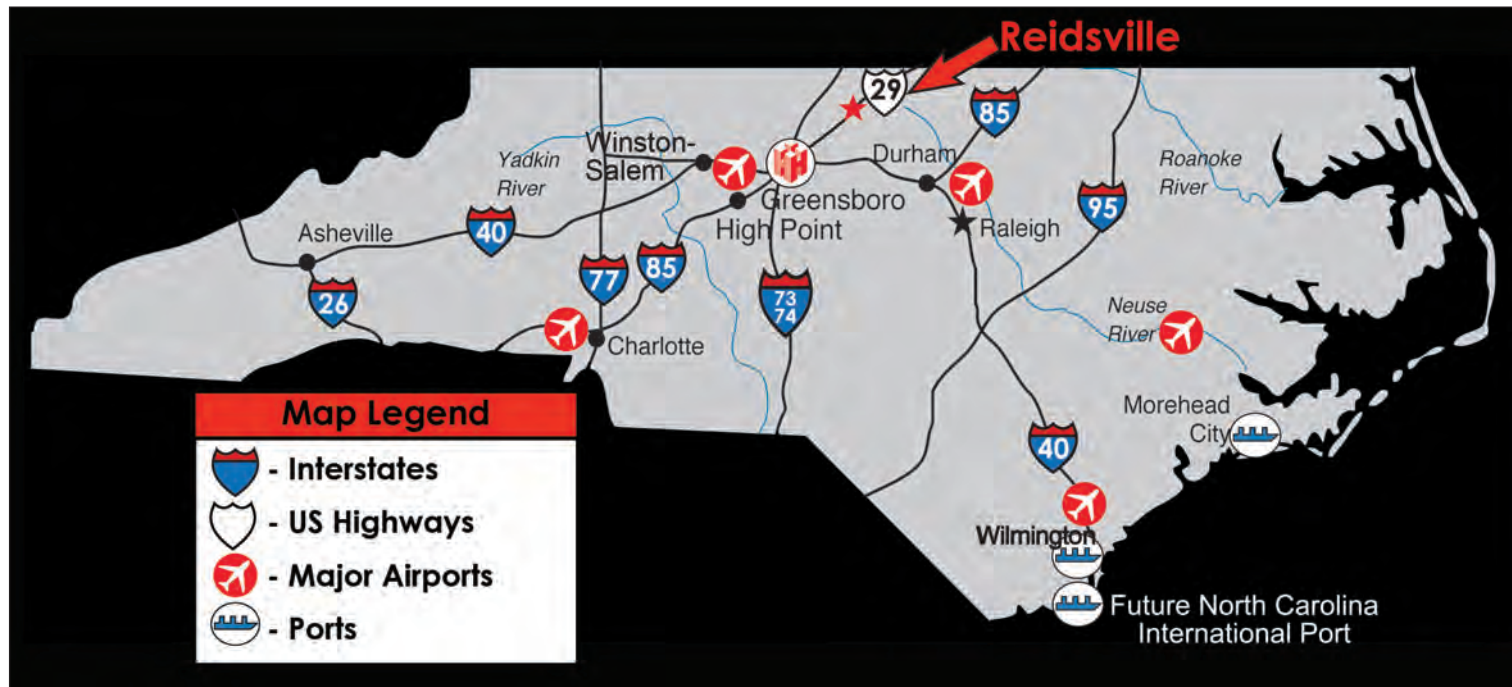 Reidsville
29
85
Winston-
Salem
Yadkin
River
Durham
Roanoke
River
Greensboro
High Point
95
Asheville
40
Raleigh
26
77
85
73
74
Neuse
River
Charlotte
Morehead
City
40
Wilmington
Future North Carolina
International Port
Map Legend
- Interstates
- US Highways
- Major Airports
- Ports